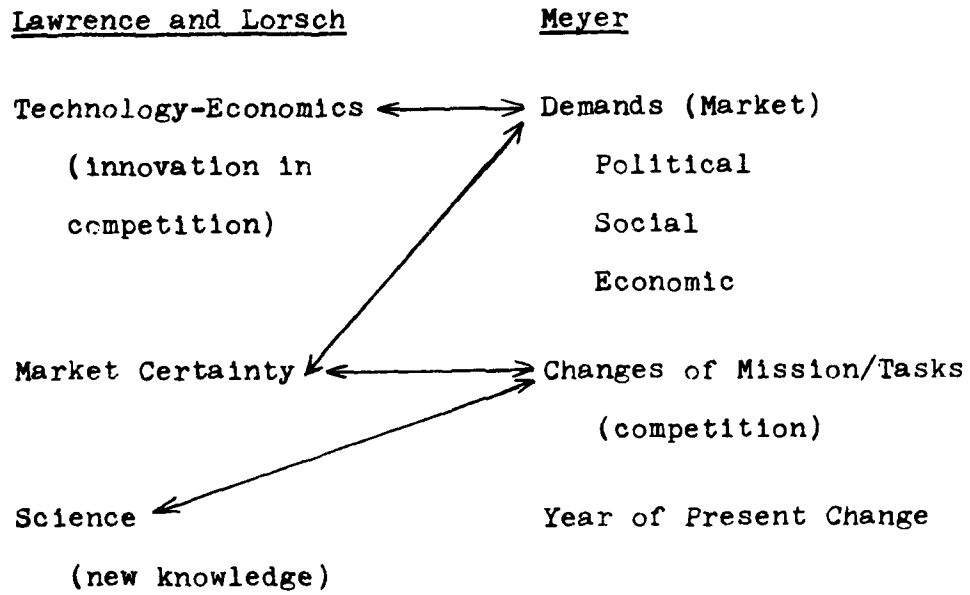 Lawrence and Lorsch
Meyer
Technology-Economics
Demands (Market)
(innovation in
Political
competition)
Social
Economic
Market Certainty
Changes of Mission/Tasks
(competition)
Science
Year of Present Change
(new knowledge)